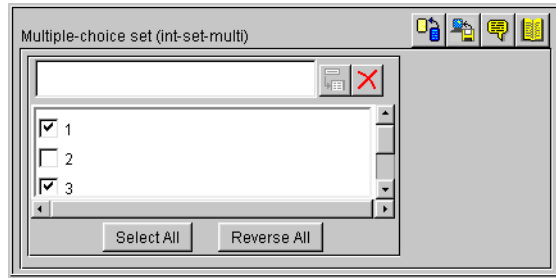 Multiple-choice set (int-set-multi)
1
2
3
Select All
Reverse All